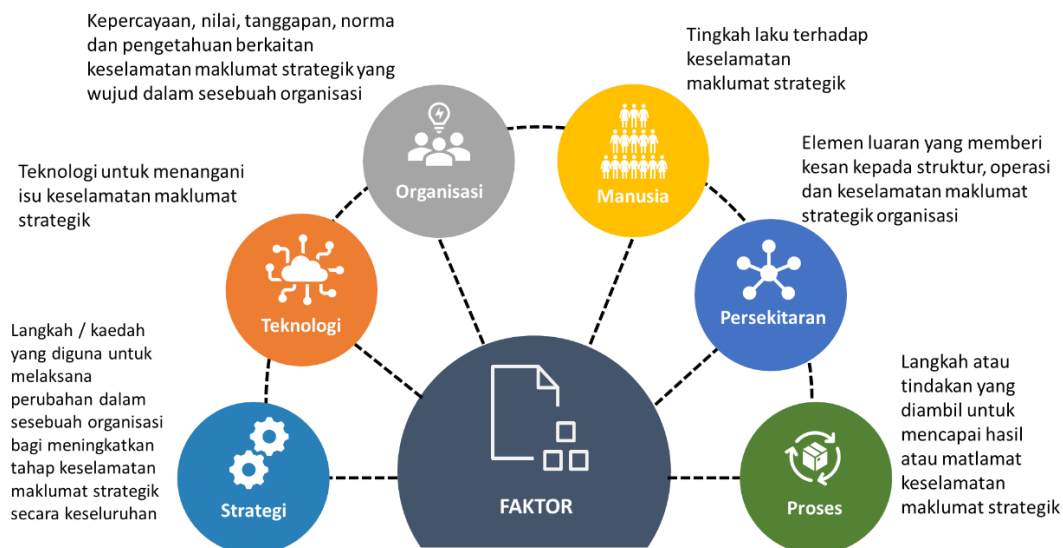 Kepercayaan, nilai, tanggapan, norma
dan pengetahuan berkaitan
keselamatan maklumat strategik yang
wujud dalam sesebuah organisasi
Tingkah laku terhadap
keselamatan
maklumat strategik
Organisasi
Manusia
Teknologi untuk menangani
isu keselamatan maklumat
strategik
Elemen luaran yang memberi
kesan kepada struktur, operasi
dan keselamatan maklumat
strategik organisasi
Teknologi
Persekitaran
Langkah / kaedah
yang diguna untuk
melaksana
perubahan dalam
sesebuah organisasi
bagi meningkatkan
tahap keselamatan
maklumat strategik
secara keseluruhan
Strategi
FAKTOR
Proses
Langkah atau
tindakan yang
diambil untuk
mencapai hasil
atau matlamat
keselamatan
maklumat strategik